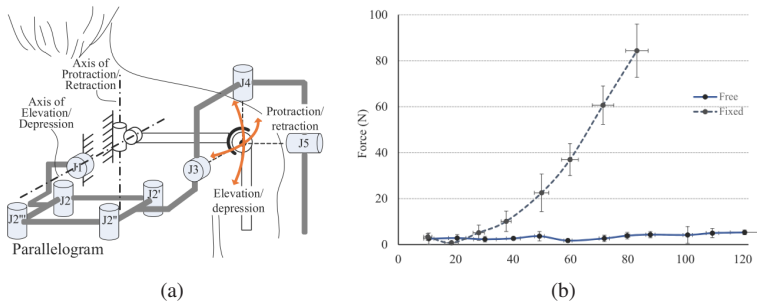 Axis of
Protraction/
Retraction
J4
Axis of
Elevation/
Depression
Protraction/
retraction
J5
J1
J3
J2
J2'
J2'''
J2''
Elevation/
depression
Parallelogram
(a)
Force (N)
100
80
60
40
20
0
0 20 40 60 80 100 120
Free
Fixed
(b)